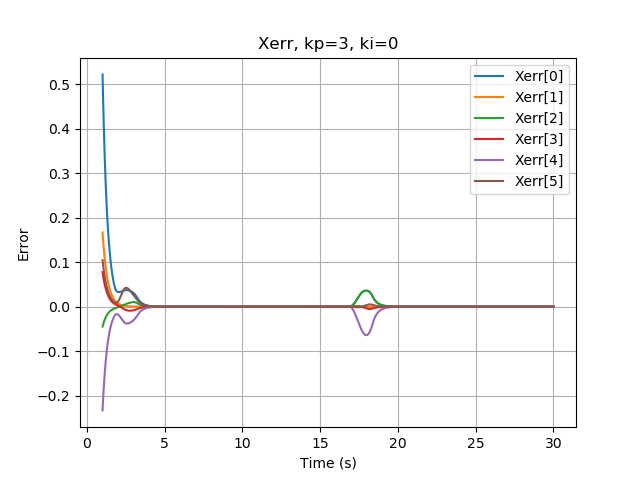 Xerr, kp=3, ki=0
Xerr[0]
Xerr[1]
Xerr[2]
Xerr[3]
Xerr[4]
Xerr[5]
Error
0.5
0.4
0.3
0.2
0.1
0.0
−0.1
−0.2
0 5 10 15 20 25 30
Time (s)